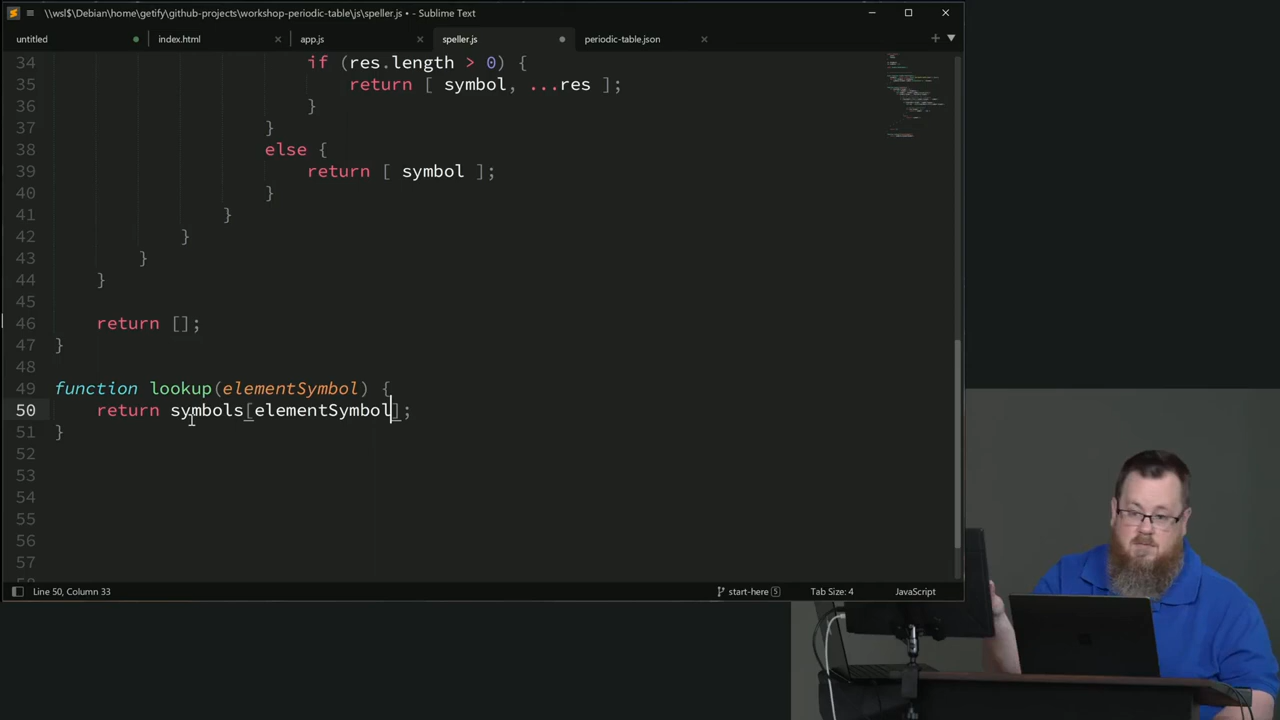 \\wsl$\Debian\home\getify\github-projects\workshop-periodic-table\js\speller.js • - Sublime Text
untitled index.html app.js speller.js periodic-table.json
34 if (res.length > 0) {
35 return [ symbol, ...res ];
36 }
37 }
38 else {
39 return [ symbol ];
40 }
41 }
42 }
43 }
44 }
45
46 return [];
47 }
48
49 function lookup(elementSymbol) {
50 return symbols[elementSymbol];
51 }
52
53
54
55
56
57
Line 50, Column 33 start-here 5 Tab Size: 4 JavaScript